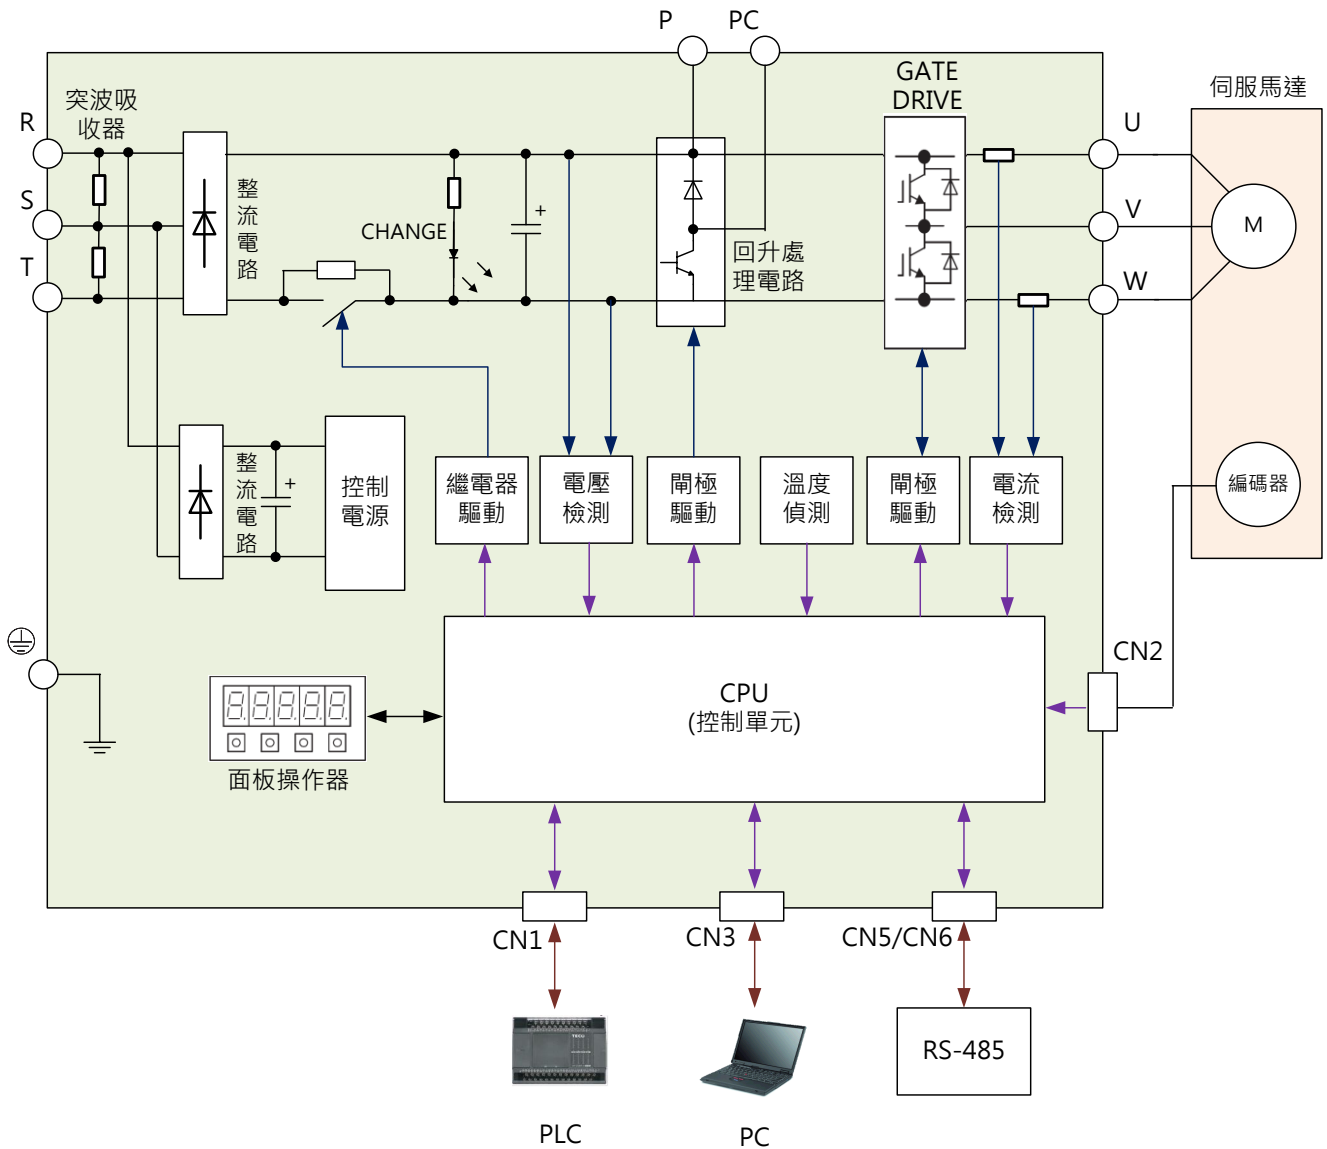 P
PC
GATE
DRIVE
伺服馬達
突波吸
收器
R
U
整
流
電
路
S
V
CHANGE
+
M
回升處
理電路
T
W
整
流
電
路
+
控制
電源
繼電器
驅動
電壓
檢測
閘極
驅動
溫度
偵測
閘極
驅動
電流
檢測
編碼器
CN2
CPU
(控制單元)
面板操作器
CN1
CN3
CN5/CN6
TECO
RS-485
PLC
PC